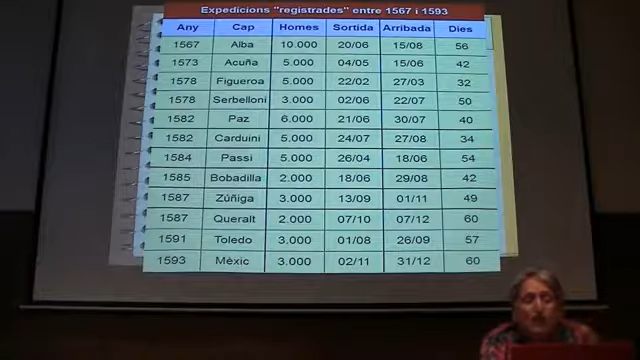 Expedicions "registrades" entre 1567 i 1593
Any Cap Homes Sortida Arribada Dies
1567 Alba 10.000 20/06 15/08 56
1573 Acuña 5.000 04/05 15/06 42
1578 Figueroa 5.000 22/02 27/03 32
1578 Serbelloni 3.000 02/06 22/07 50
1582 Paz 6.000 21/06 30/07 40
1582 Carduini 5.000 24/07 27/08 34
1584 Passi 5.000 26/04 18/06 54
1585 Bobadilla 2.000 18/06 29/08 42
1587 Zúñiga 3.000 13/09 01/11 49
1587 Queralt 2.000 07/10 07/12 60
1591 Toledo 3.000 01/08 26/09 57
1593 Mèxic 3.000 02/11 31/12 60